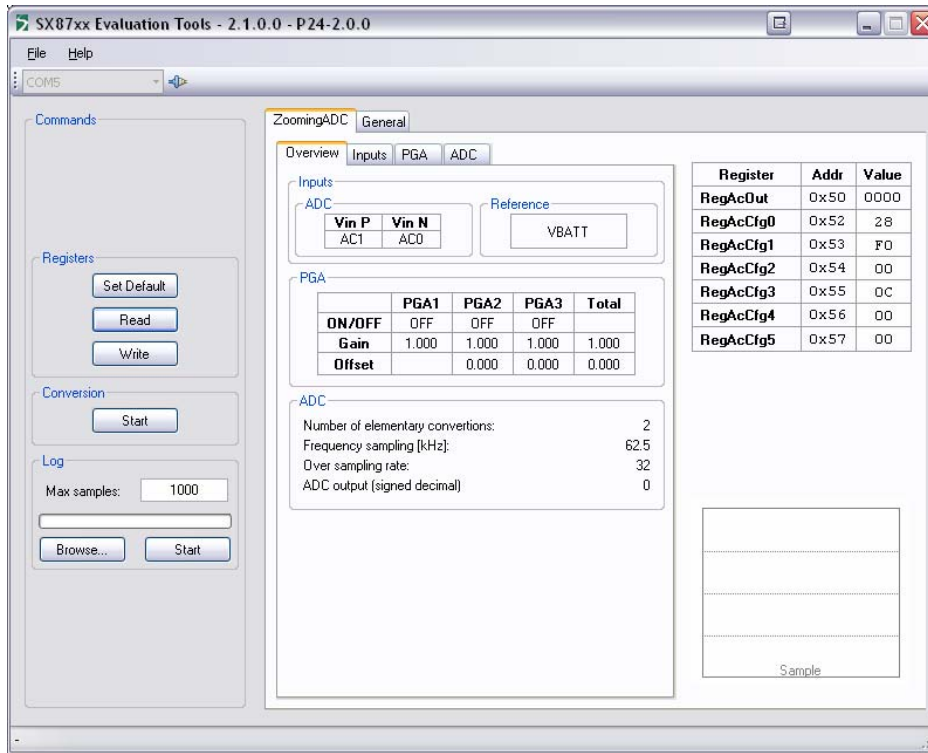 SX87xx Evaluation Tools - 2.1.0.0 - P24-2.0.0
File Help
COM5
Commands
Registers
Set Default
Read
Write
Conversion
Start
Log
Max samples: 1000
Browse... Start
ZoomingADC General
Overview Inputs PGA ADC
Inputs
ADC
Vin P Vin N
AC1 AC0
Reference
VBATT
PGA
PGA1 PGA2 PGA3 Total
ON/OFF OFF OFF OFF
Gain 1.000 1.000 1.000 1.000
Offset 0.000 0.000 0.000
ADC
Number of elementary convertions: 2
Frequency sampling [kHz]: 62.5
Over sampling rate: 32
ADC output (signed decimal) 0
Register Addr Value
RegAcOut 0x50 0000
RegAcCfg0 0x52 28
RegAcCfg1 0x53 F0
RegAcCfg2 0x54 00
RegAcCfg3 0x55 0C
RegAcCfg4 0x56 00
RegAcCfg5 0x57 00
Sample
-